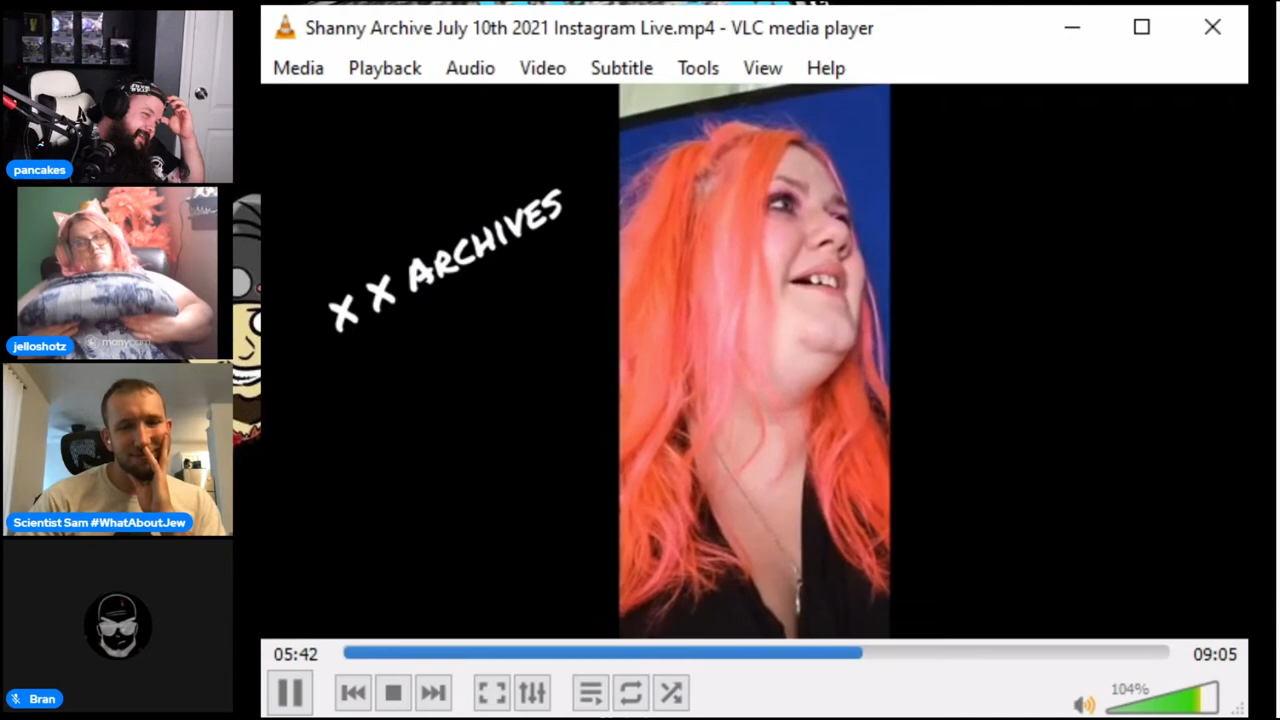 Shanny Archive July 10th 2021 Instagram Live.mp4 - VLC media player
Media Playback Audio Video Subtitle Tools View Help
pancakes
X X ARCHIVES
manycam
jelloshotz
Scientist Sam #WhatAboutJew
05:42
09:05
104%
Bran